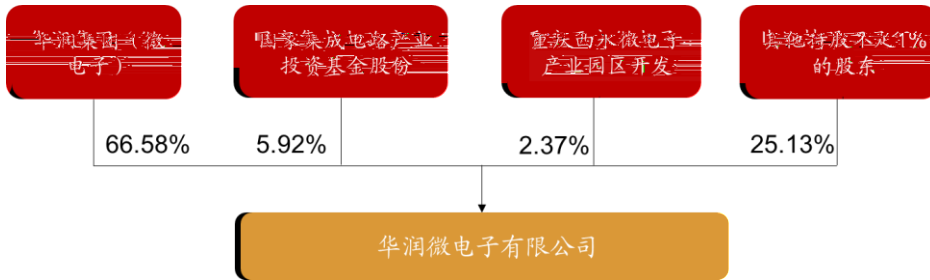 华润集团（微
电子）
国家集成电路产业
投资基金股份
重庆西永微电子
产业园区开发
其他持股不足1%
的股东
66.58%
5.92%
2.37%
25.13%
华润微电子有限公司